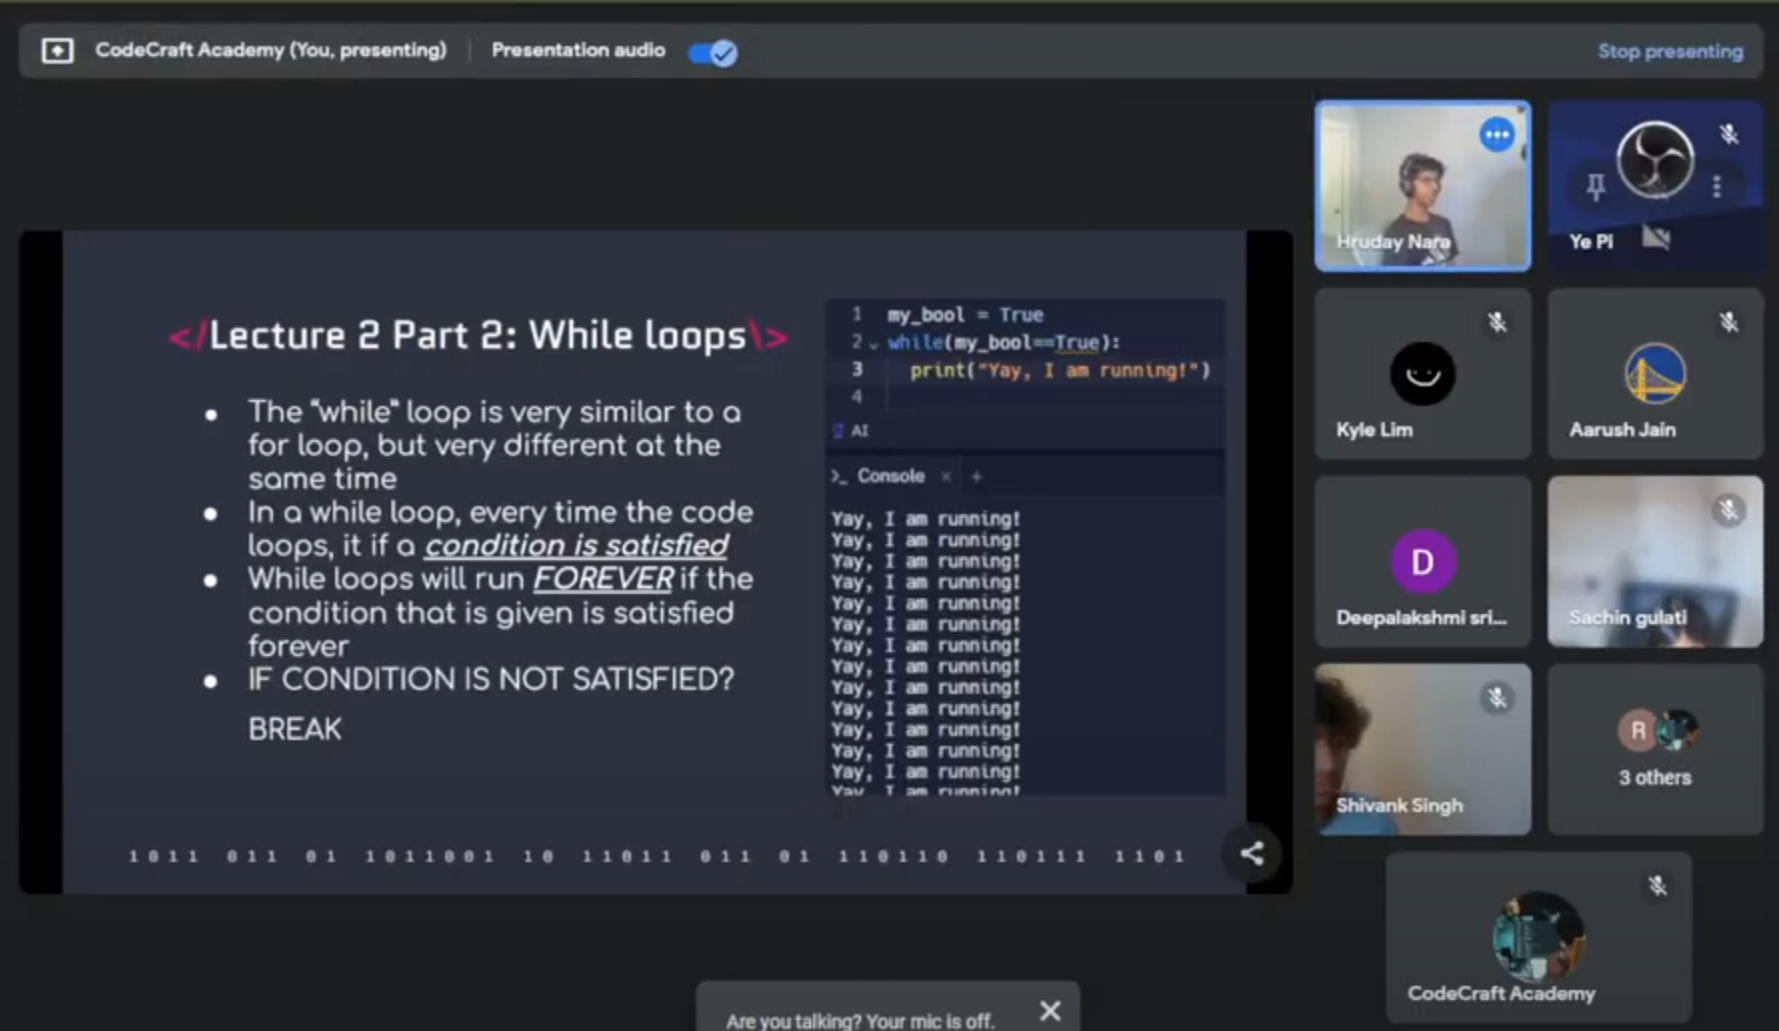 CodeCraft Academy (You, presenting)
Presentation audio
Stop presenting
</Lecture 2 Part 2: While loops\>
● The “while” loop is very similar to a
for loop, but very different at the
same time
● In a while loop, every time the code
loops, it if a condition is satisfied
● While loops will run FOREVER if the
condition that is given is satisfied
forever
● IF CONDITION IS NOT SATISFIED?
BREAK
1 my_bool = True
2 while(my_bool==True):
3 print("Yay, I am running!")
4
AI
>_ Console × +
Yay, I am running!
Yay, I am running!
Yay, I am running!
Yay, I am running!
Yay, I am running!
Yay, I am running!
Yay, I am running!
Yay, I am running!
Yay, I am running!
Yay, I am running!
Yay, I am running!
Yay, I am running!
Yay, I am running!
Yay, I am running!
1011 011 01 1011001 10 11011 011 01 110110 110111 1101
Hruday Nara
Ye Pi
Kyle Lim
Aarush Jain
D
Deepalakshmi sri...
Sachin gulati
Shivank Singh
R
3 others
CodeCraft Academy
Are you talking? Your mic is off.